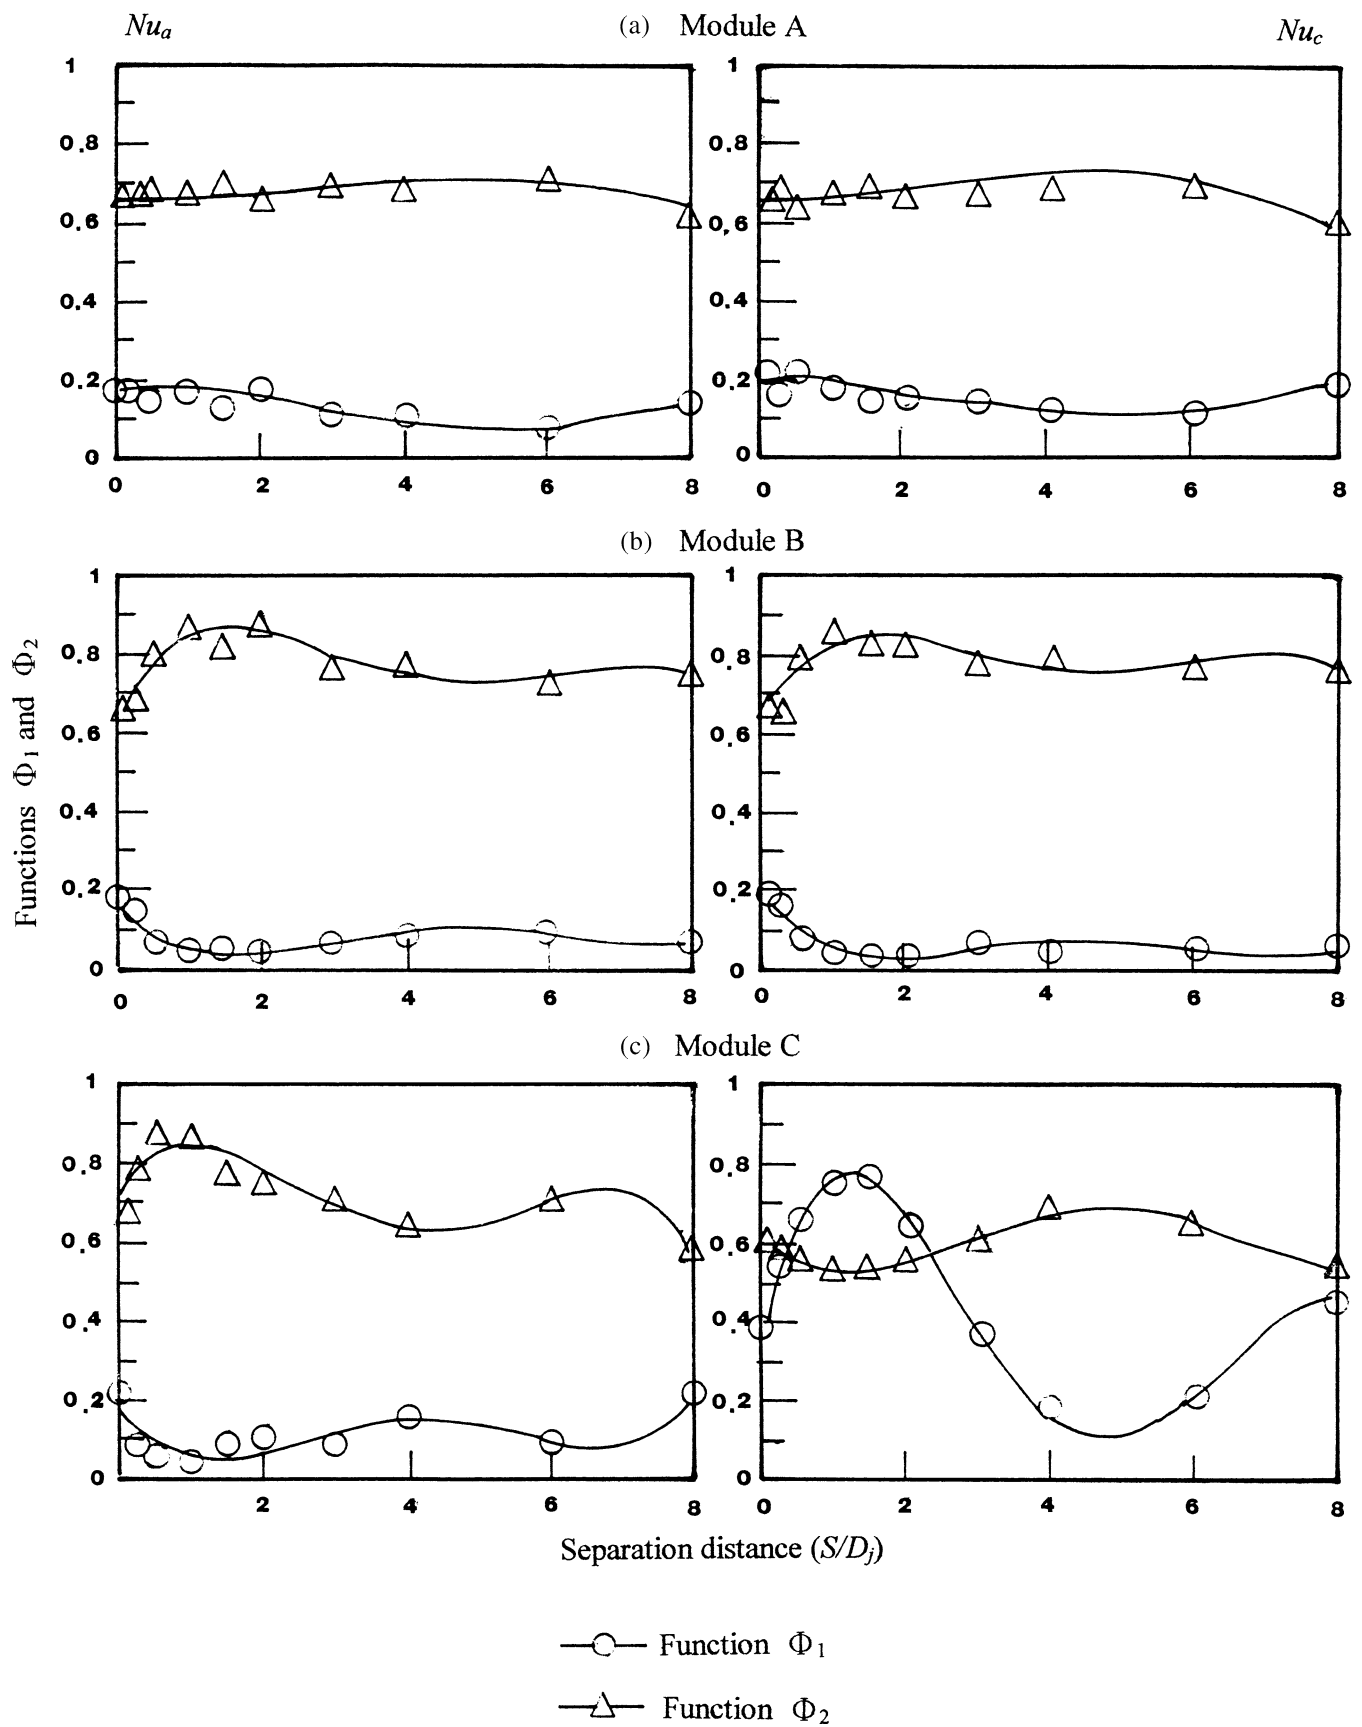 Nu_a (a) Module A Nu_c
1 1
0.8 0.8
0.6 0.6
0.4 0.4
0.2 0.2
0 0
0 2 4 6 8 0 2 4 6 8
(b) Module B
1 1
0.8 0.8
0.6 0.6
0.4 0.4
0.2 0.2
0 0
0 2 4 6 8 0 2 4 6 8
Functions Φ1 and Φ2
(c) Module C
1 1
0.8 0.8
0.6 0.6
0.4 0.4
0.2 0.2
0 0
2 4 6 8 0 2 4 6 8
Separation distance (S/Dj)
Function Φ1
Function Φ2